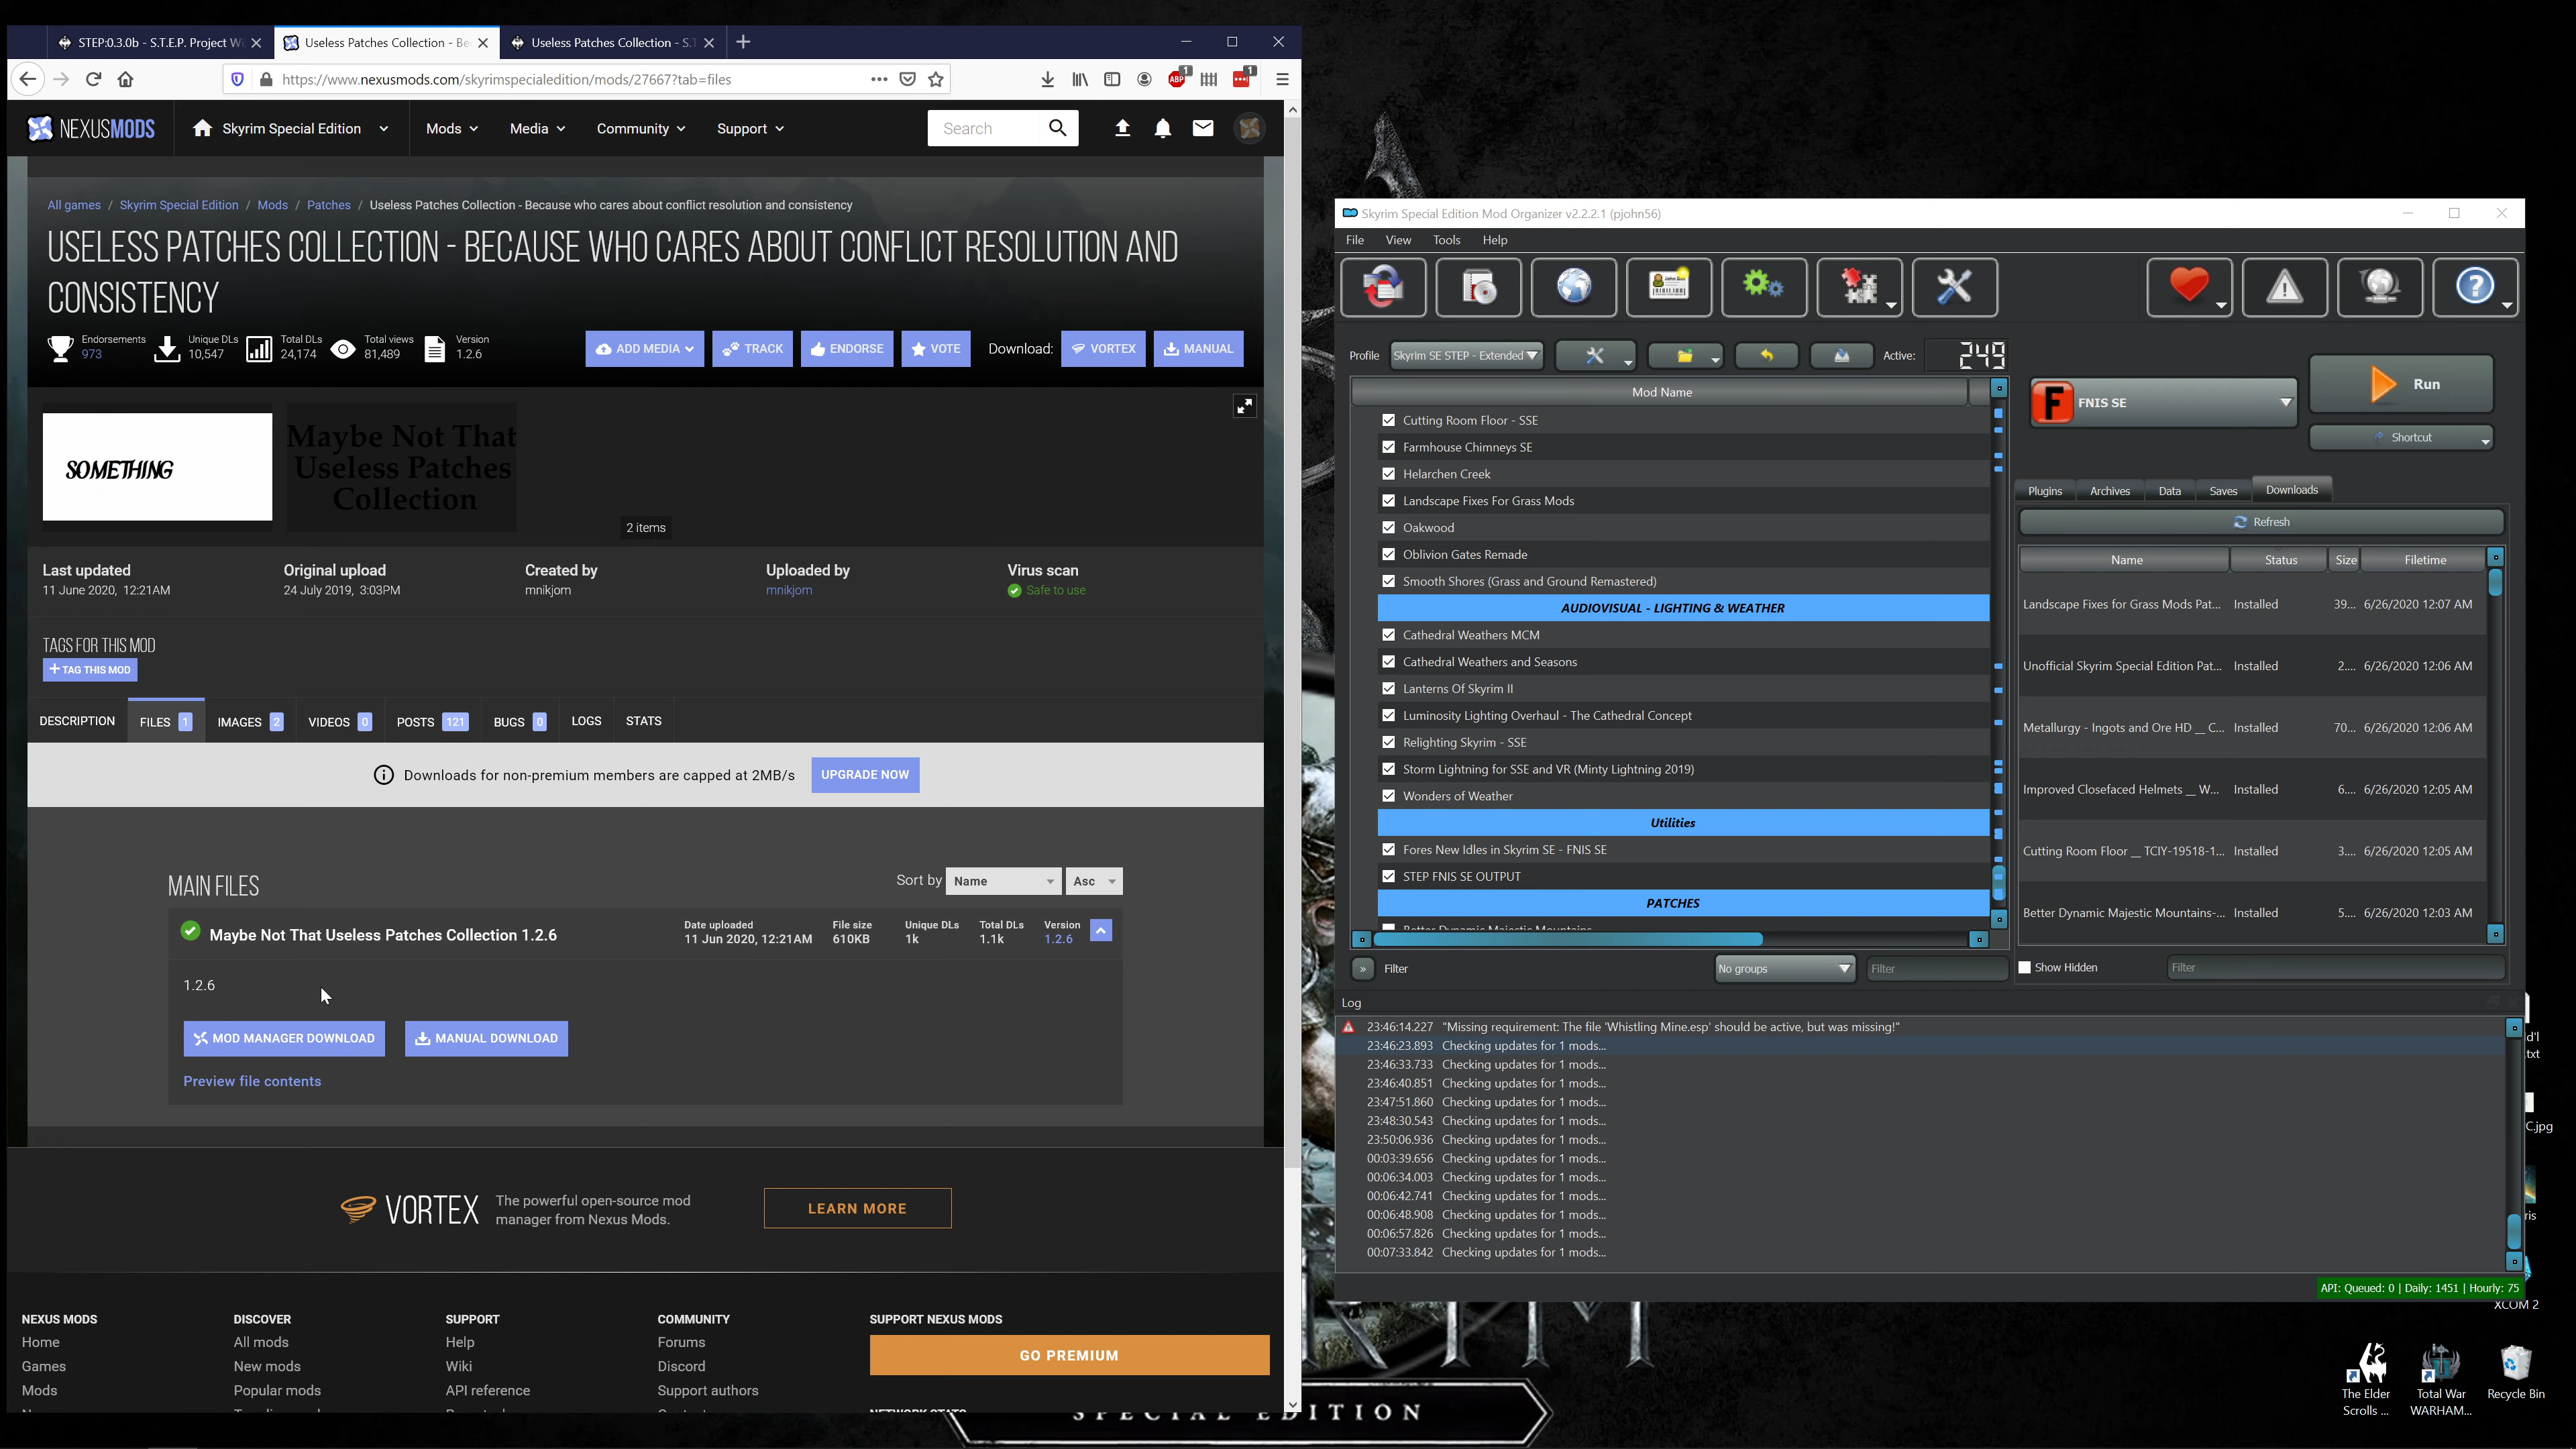 STEP:0.3.0b - S.T.E.P. Project Wi
Useless Patches Collection - Be
Useless Patches Collection - S.T
https://www.nexusmods.com/skyrimspecialedition/mods/27667?tab=files
ABP 1
1
NEXUSMODS
Skyrim Special Edition
Mods
Media
Community
Support
Search
All games / Skyrim Special Edition / Mods / Patches / Useless Patches Collection - Because who cares about conflict resolution and consistency
USELESS PATCHES COLLECTION - BECAUSE WHO CARES ABOUT CONFLICT RESOLUTION AND
CONSISTENCY
Endorsements
973
Unique DLs
10,547
Total DLs
24,174
Total views
81,489
Version
1.2.6
ADD MEDIA
TRACK
ENDORSE
VOTE
Download:
VORTEX
MANUAL
SOMETHING
Maybe Not That
Useless Patches
Collection
2 items
Last updated
11 June 2020, 12:21AM
Original upload
24 July 2019, 3:03PM
Created by
mnikjom
Uploaded by
mnikjom
Virus scan
Safe to use
TAGS FOR THIS MOD
+ TAG THIS MOD
DESCRIPTION
FILES 1
IMAGES 2
VIDEOS 0
POSTS 121
BUGS 0
LOGS
STATS
Downloads for non-premium members are capped at 2MB/s
UPGRADE NOW
MAIN FILES
Sort by
Name
Asc
Maybe Not That Useless Patches Collection 1.2.6
Date uploaded
11 Jun 2020, 12:21AM
File size
610KB
Unique DLs
1k
Total DLs
1.1k
Version
1.2.6
1.2.6
MOD MANAGER DOWNLOAD
MANUAL DOWNLOAD
Preview file contents
VORTEX
The powerful open-source mod
manager from Nexus Mods.
LEARN MORE
NEXUS MODS
Home
Games
Mods
DISCOVER
All mods
New mods
Popular mods
SUPPORT
Help
Wiki
API reference
COMMUNITY
Forums
Discord
Support authors
SUPPORT NEXUS MODS
GO PREMIUM
NETWORK STATS
Skyrim Special Edition Mod Organizer v2.2.2.1 (pjohn56)
File
View
Tools
Help
Profile
Skyrim SE STEP - Extended
Active:
249
Mod Name
Cutting Room Floor - SSE
Farmhouse Chimneys SE
Helarchen Creek
Landscape Fixes For Grass Mods
Oakwood
Oblivion Gates Remade
Smooth Shores (Grass and Ground Remastered)
AUDIOVISUAL - LIGHTING & WEATHER
Cathedral Weathers MCM
Cathedral Weathers and Seasons
Lanterns Of Skyrim II
Luminosity Lighting Overhaul - The Cathedral Concept
Relighting Skyrim - SSE
Storm Lightning for SSE and VR (Minty Lightning 2019)
Wonders of Weather
Utilities
Fores New Idles in Skyrim SE - FNIS SE
STEP FNIS SE OUTPUT
PATCHES
Better Dynamic Majestic Mountains
Filter
No groups
Filter
F FNIS SE
Run
Shortcut
Plugins
Archives
Data
Saves
Downloads
Refresh
Name
Status
Size
Filetime
Landscape Fixes for Grass Mods Pat... Installed 39... 6/26/2020 12:07 AM
Unofficial Skyrim Special Edition Pat... Installed 2.... 6/26/2020 12:06 AM
Metallurgy - Ingots and Ore HD __ C... Installed 70... 6/26/2020 12:06 AM
Improved Closefaced Helmets __ W... Installed 6.... 6/26/2020 12:05 AM
Cutting Room Floor __ TCIY-19518-1... Installed 3.... 6/26/2020 12:05 AM
Better Dynamic Majestic Mountains-... Installed 5.... 6/26/2020 12:03 AM
Show Hidden
Filter
Log
23:46:14.227 "Missing requirement: The file 'Whistling Mine.esp' should be active, but was missing!"
23:46:23.893 Checking updates for 1 mods...
23:46:33.733 Checking updates for 1 mods...
23:46:40.851 Checking updates for 1 mods...
23:47:51.860 Checking updates for 1 mods...
23:48:30.543 Checking updates for 1 mods...
23:50:06.936 Checking updates for 1 mods...
00:03:39.656 Checking updates for 1 mods...
00:06:34.003 Checking updates for 1 mods...
00:06:42.741 Checking updates for 1 mods...
00:06:48.908 Checking updates for 1 mods...
00:06:57.826 Checking updates for 1 mods...
00:07:33.842 Checking updates for 1 mods...
API: Queued: 0 | Daily: 1451 | Hourly: 75
d'l
.txt
C.jpg
ris
XCOM 2
The Elder
Scrolls ...
Total War
WARHAM...
Recycle Bin
SPECIAL EDITION